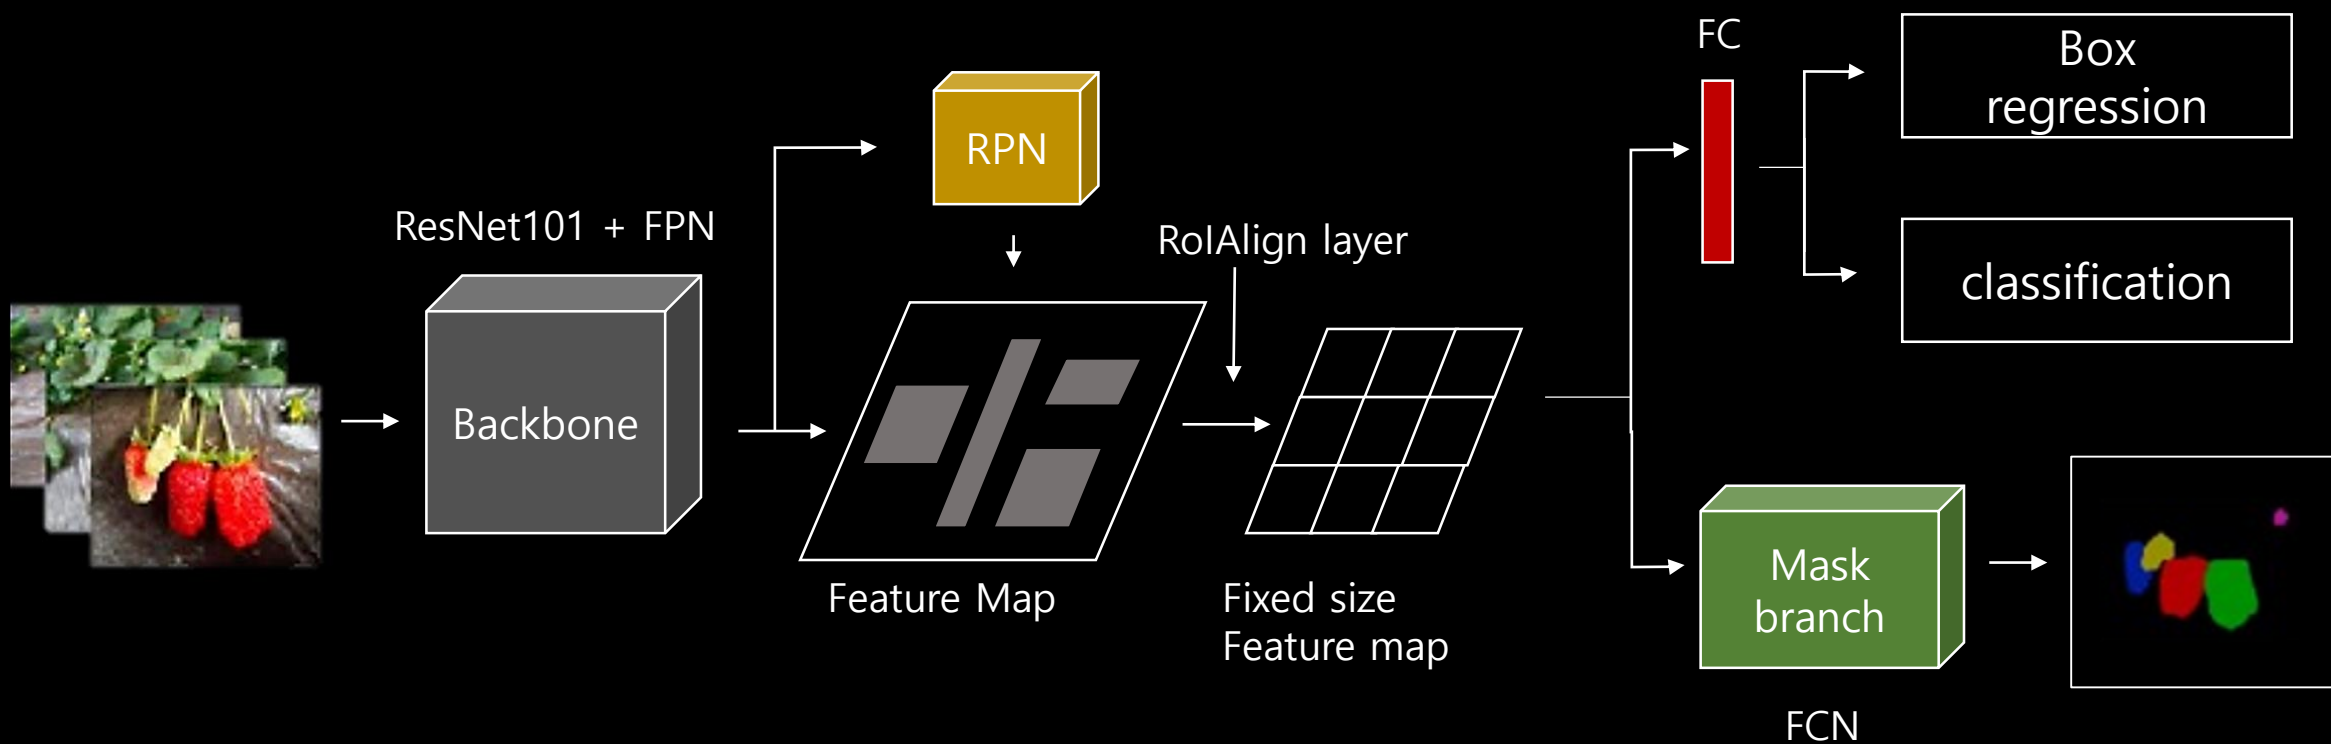 ResNet101 + FPN
Backbone
RPN
Feature Map
RoIAlign layer
Fixed size
Feature map
FC
Box
regression
classification
Mask
branch
FCN